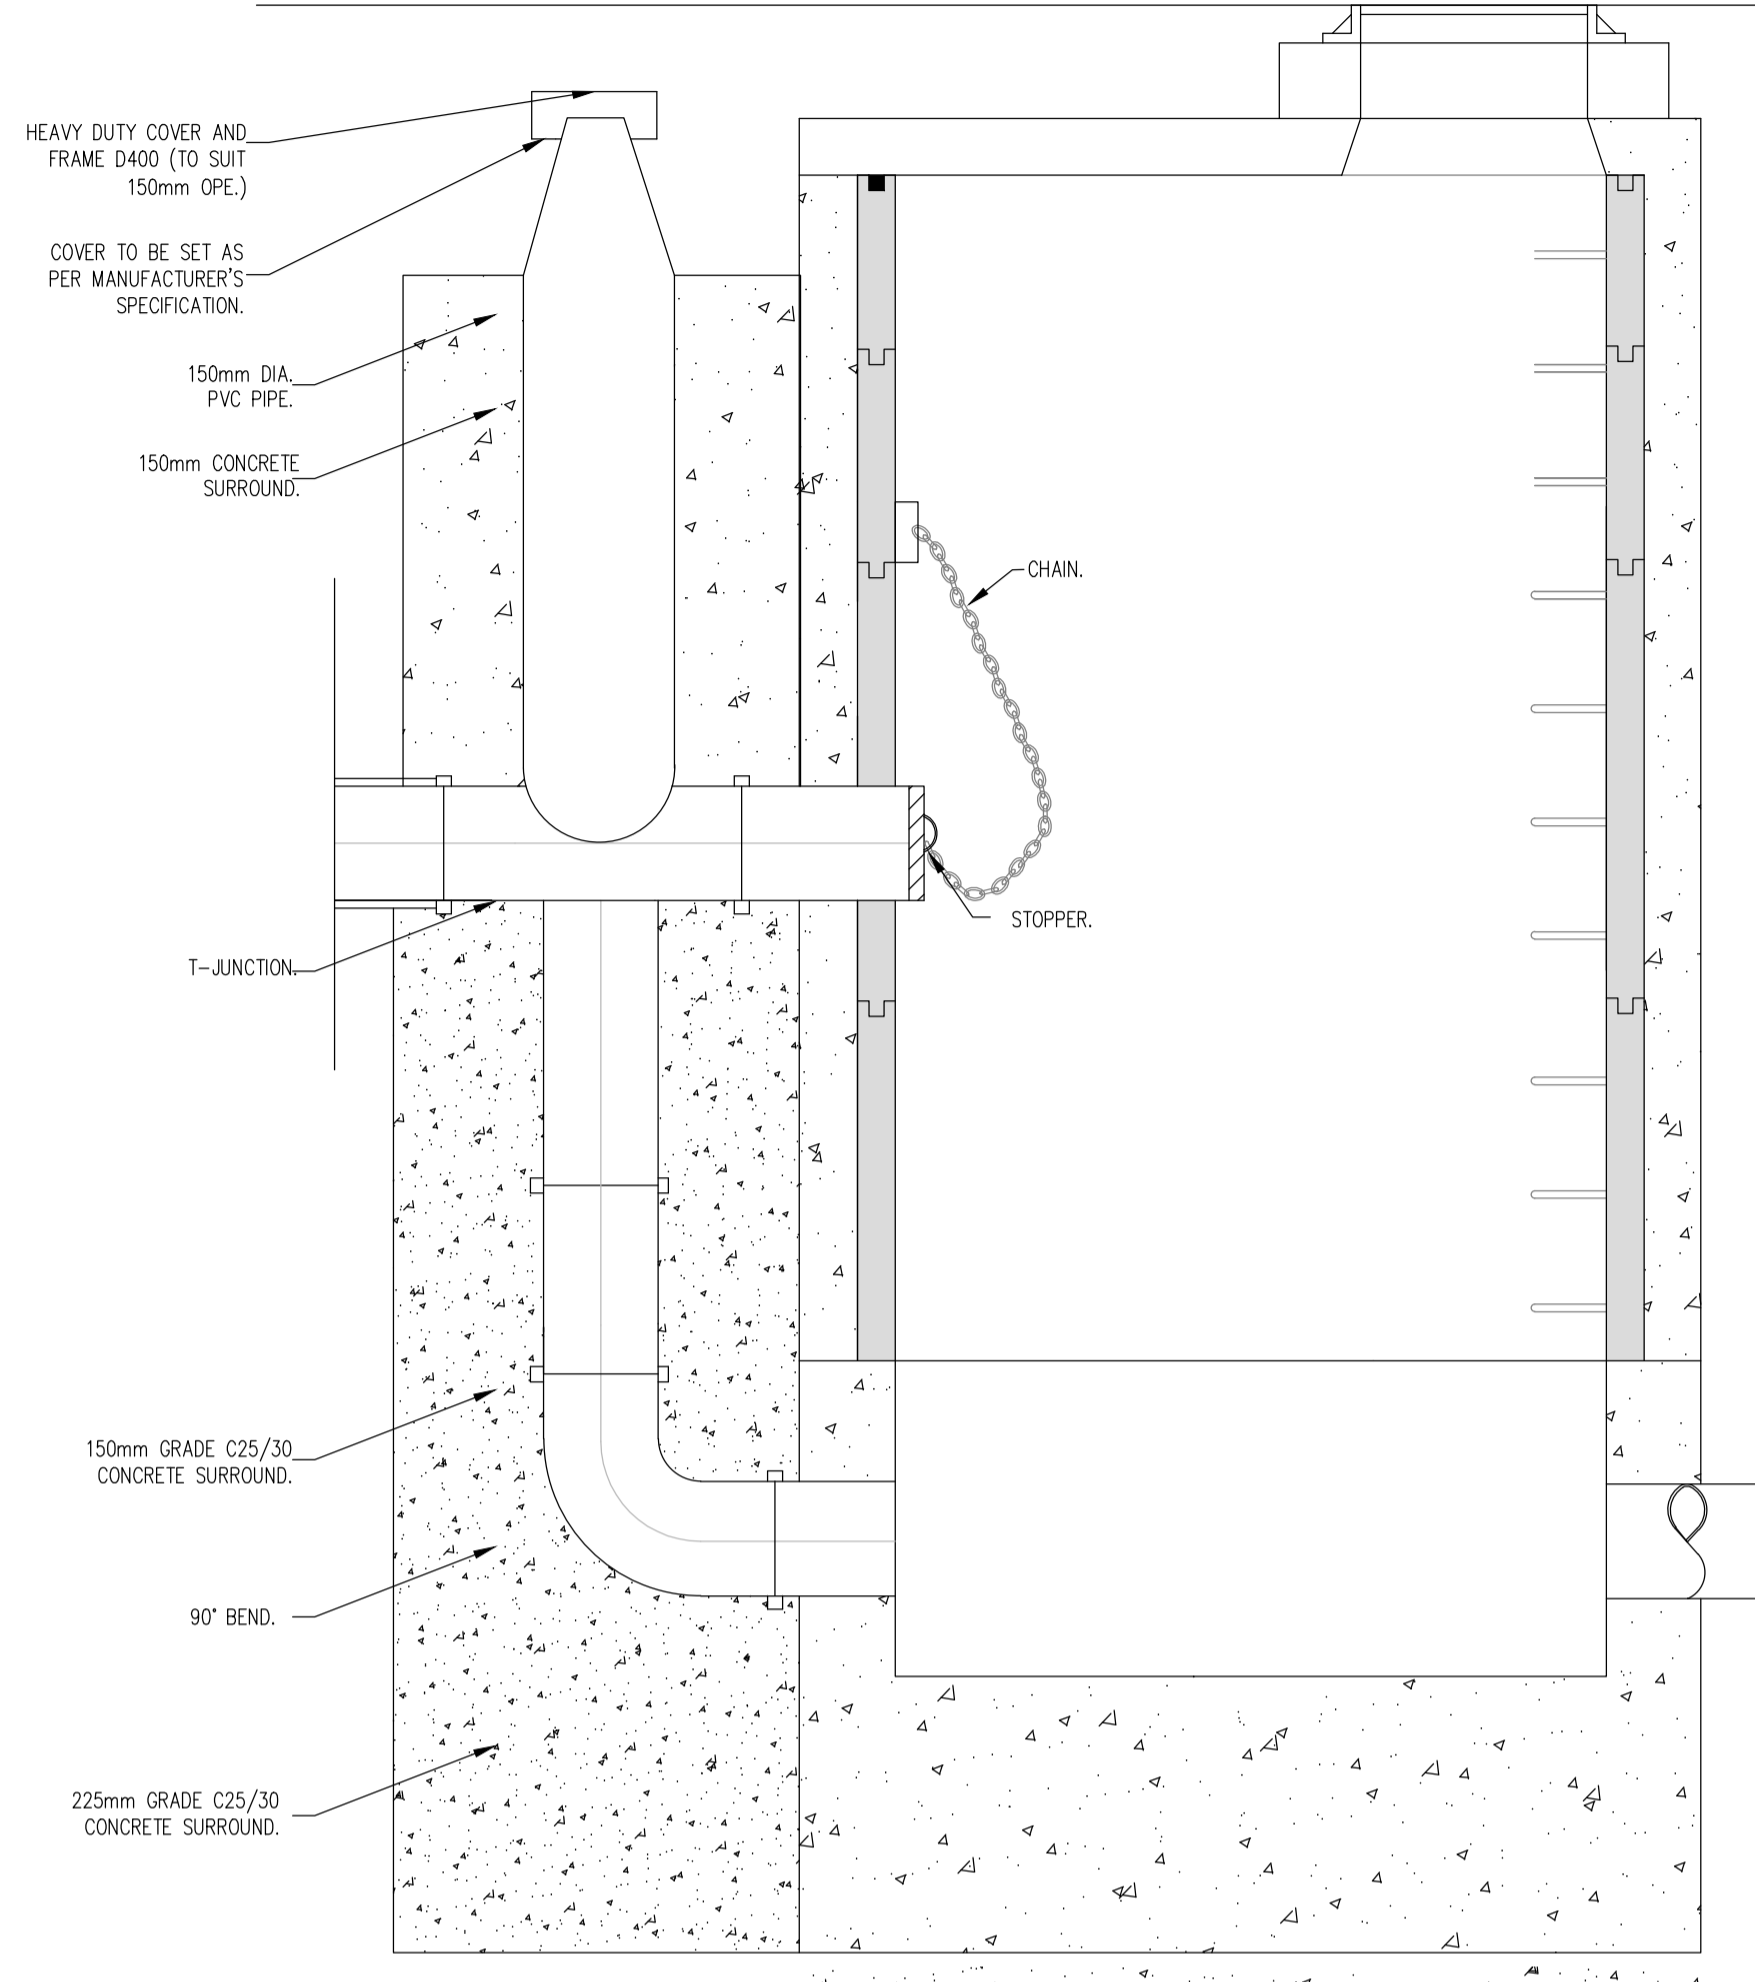 HEAVY DUTY COVER AND
FRAME D400 (TO SUIT
150mm OPE.)
COVER TO BE SET AS
PER MANUFACTURER'S
SPECIFICATION.
150mm DIA.
PVC PIPE.
150mm CONCRETE
SURROUND.
CHAIN.
STOPPER.
T-JUNCTION.
150mm GRADE C25/30
CONCRETE SURROUND.
90° BEND.
225mm GRADE C25/30
CONCRETE SURROUND.